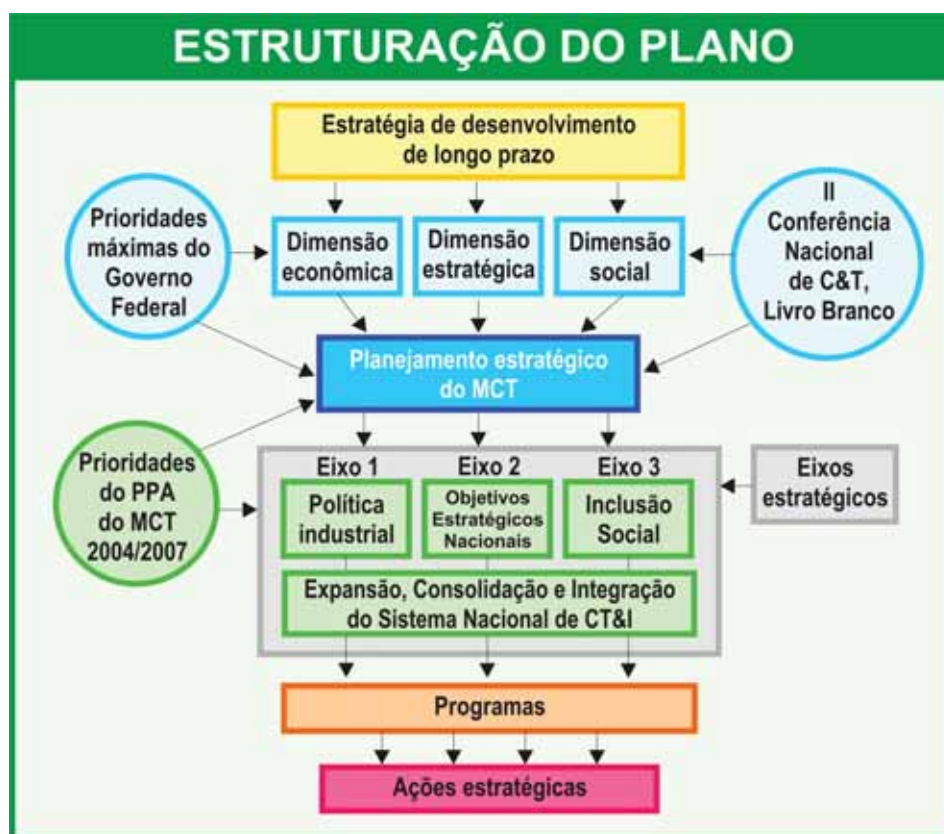 ESTRUTURAÇÃO DO PLANO
Estratégia de desenvolvimento
de longo prazo
Prioridades
máximas do
Governo
Federal
Dimensão
econômica
Dimensão
estratégica
Dimensão
social
II
Conferência
Nacional
de C&T,
Livro Branco
Planejamento estratégico
do MCT
Prioridades
do PPA
do MCT
2004/2007
Eixo 1
Política
industrial
Eixo 2
Objetivos
Estratégicos
Nacionais
Eixo 3
Inclusão
Social
Eixos
estratégicos
Expansão, Consolidação e Integração
do Sistema Nacional de CT&I
Programas
Ações estratégicas